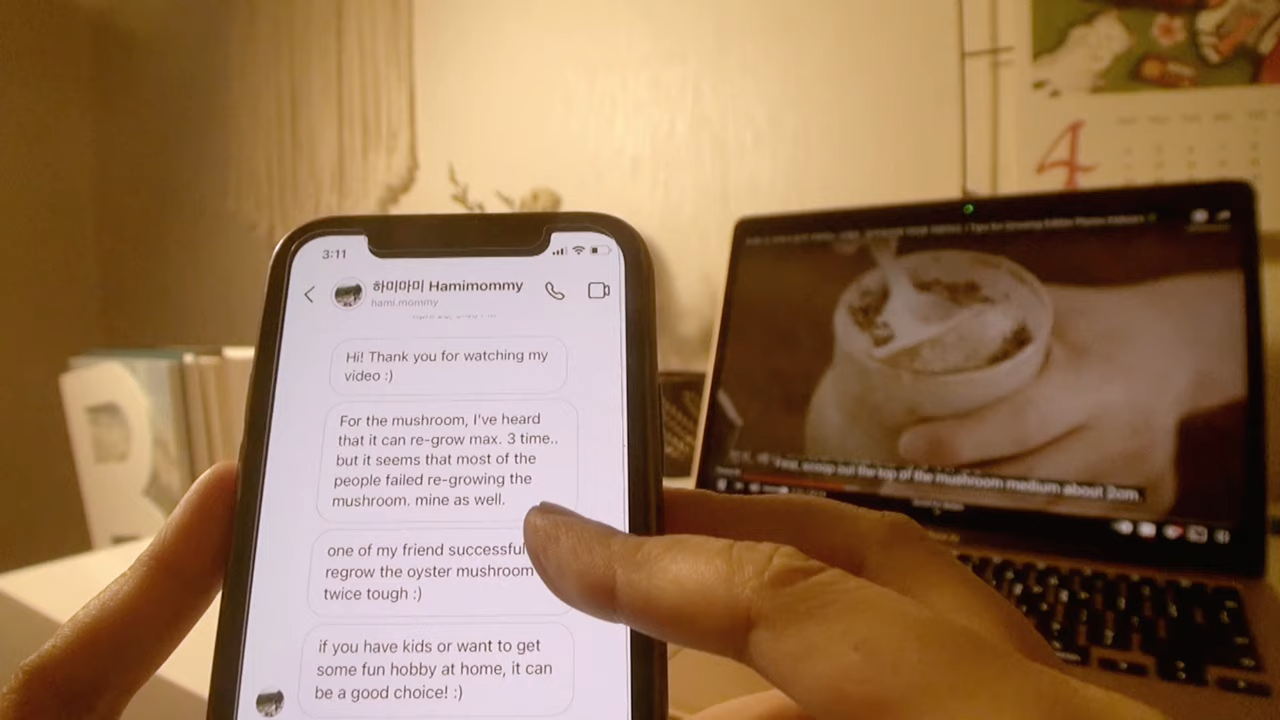 3:11
하미마미 Hamimommy
hami.mommy
Hi! Thank you for watching my
video :)
For the mushroom, I've heard
that it can re-grow max. 3 time..
but it seems that most of the
people failed re-growing the
mushroom. mine as well.
one of my friend successful
regrow the oyster mushroom
twice tough :)
if you have kids or want to get
some fun hobby at home, it can
be a good choice! :)
4
First, scoop out the top of the mushroom medium about 2cm.